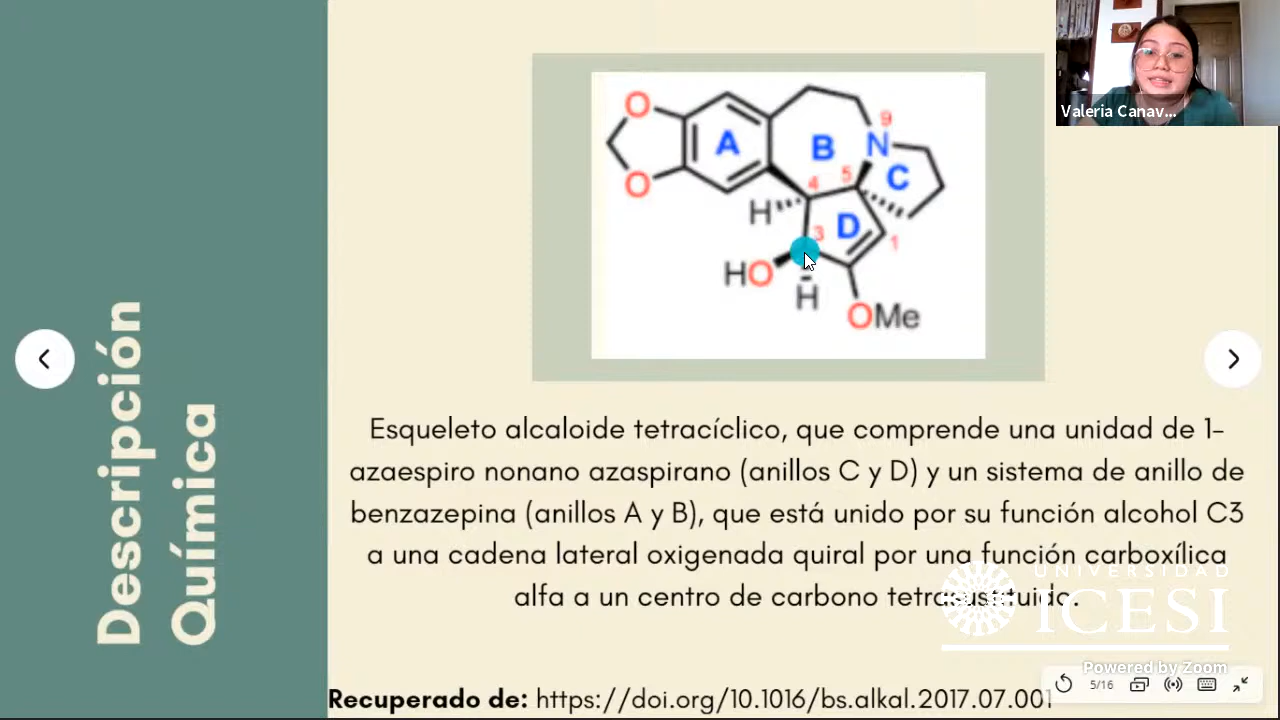 Descripción
Química
O
O
A
B
9
N
C
4
5
H
D
3
1
HO
H
OMe
Valeria Canav...
Esqueleto alcaloide tetracíclico, que comprende una unidad de 1-
azaespiro nonano azaspirano (anillos C y D) y un sistema de anillo de
benzazepina (anillos A y B), que está unido por su función alcohol C3
a una cadena lateral oxigenada quiral por una función carboxílica
alfa a un centro de carbono tetrasustituido.
UNIVERSIDAD
ICESI
Powered by Zoom
5/16
Recuperado de: https://doi.org/10.1016/bs.alkal.2017.07.001